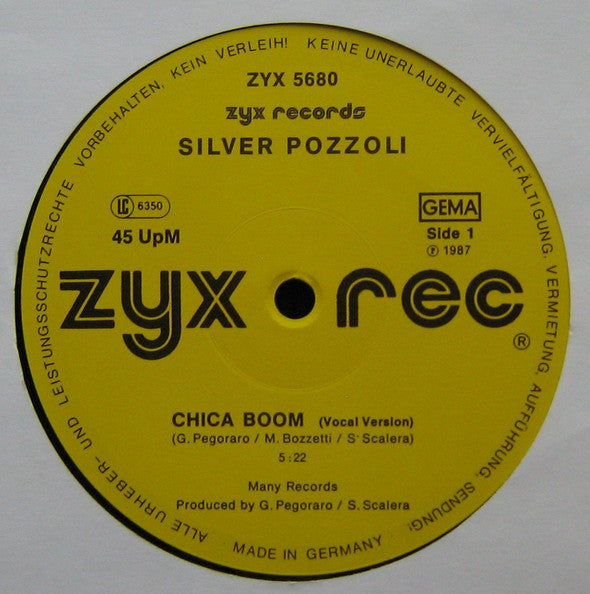 ALLE URHEBER- UND LEISTUNGSSCHUTZRECHTE VORBEHALTEN, KEIN VERLEIH! KEINE UNERLAUBTE VERVIELFÄLTIGUNG, VERMIETUNG, AUFFÜHRUNG, SENDUNG!
ZYX 5680
zyx records
SILVER POZZOLI
LC 6350
GEMA
45 UpM
Side 1
℗ 1987
zyx rec
®
CHICA BOOM (Vocal Version)
(G. Pegoraro / M. Bozzetti / S. Scalera)
5:22
Many Records
Produced by G. Pegoraro / S. Scalera
MADE IN GERMANY